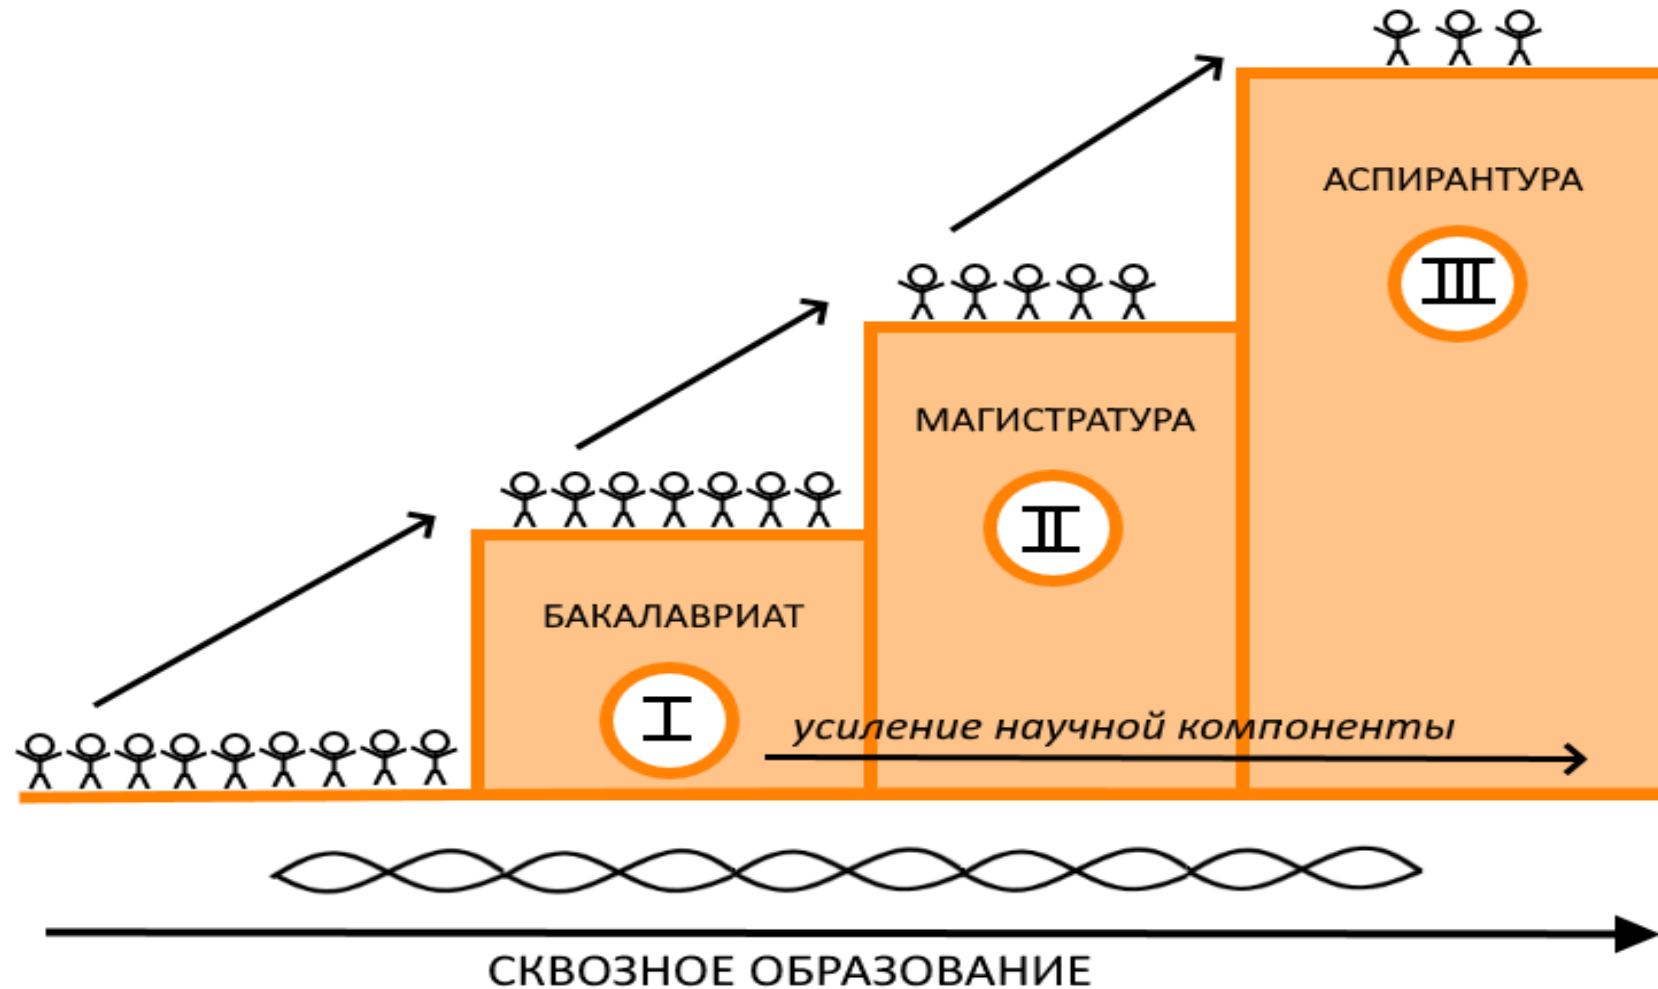 АСПИРАНТУРА
III
МАГИСТРАТУРА
II
БАКАЛАВРИАТ
I
усиление научной компоненты
СКВОЗНОЕ ОБРАЗОВАНИЕ